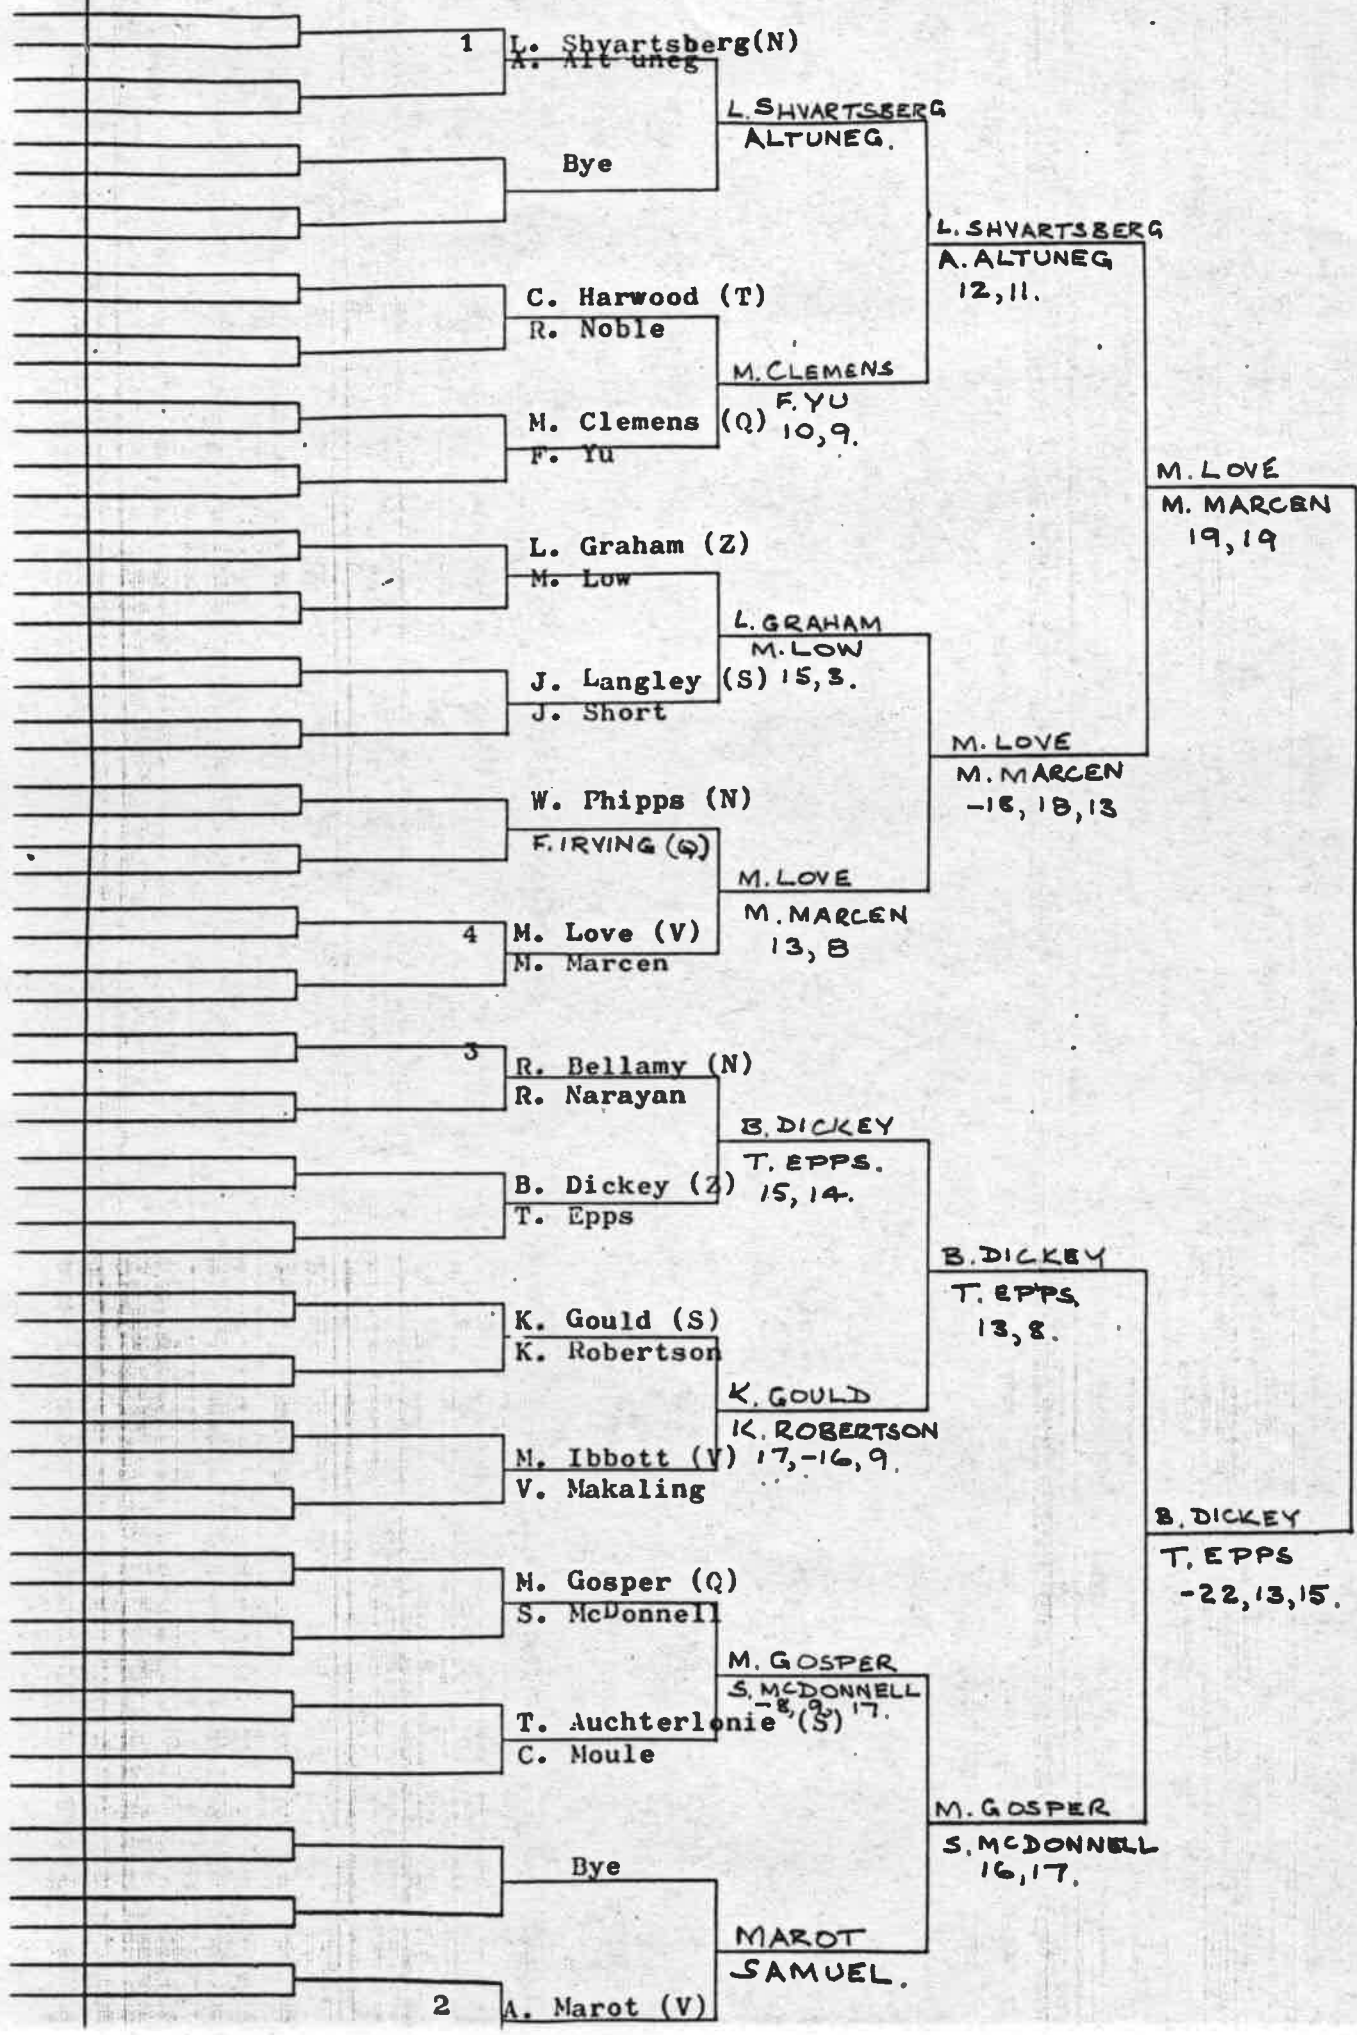 1
L. Shvartsberg(N)
A. Alt uneg
Bye
C. Harwood (T)
R. Noble
M. Clemens (Q)
F. Yu
L. Graham (Z)
M. Low
J. Langley (S)
J. Short
W. Phipps (N)
F. IRVING (Q)
4
M. Love (V)
M. Marcen
3
R. Bellamy (N)
R. Narayan
B. Dickey (Z)
T. Epps
K. Gould (S)
K. Robertson
M. Ibbott (V)
V. Makaling
M. Gosper (Q)
S. McDonnell
T. Auchterlonie (S)
C. Moule
Bye
2
A. Marot (V)
L. SHVARTSBERG
ALTUNEG.
M. CLEMENS
F. YU
10, 9.
L. GRAHAM
M. LOW
15, 3.
M. LOVE
M. MARCEN
13, 8
B. DICKEY
T. EPPS.
15, 14.
K. GOULD
K. ROBERTSON
17, -16, 9.
M. GOSPER
S. MCDONNELL
-8, 9, 17.
MAROT
SAMUEL.
L. SHVARTSBERG
A. ALTUNEG
12, 11.
M. LOVE
M. MARCEN
-18, 18, 13
B. DICKEY
T. EPPS.
13, 8.
M. GOSPER
S. MCDONNELL
16, 17.
M. LOVE
M. MARCEN
19, 19
B. DICKEY
T. EPPS
-22, 13, 15.